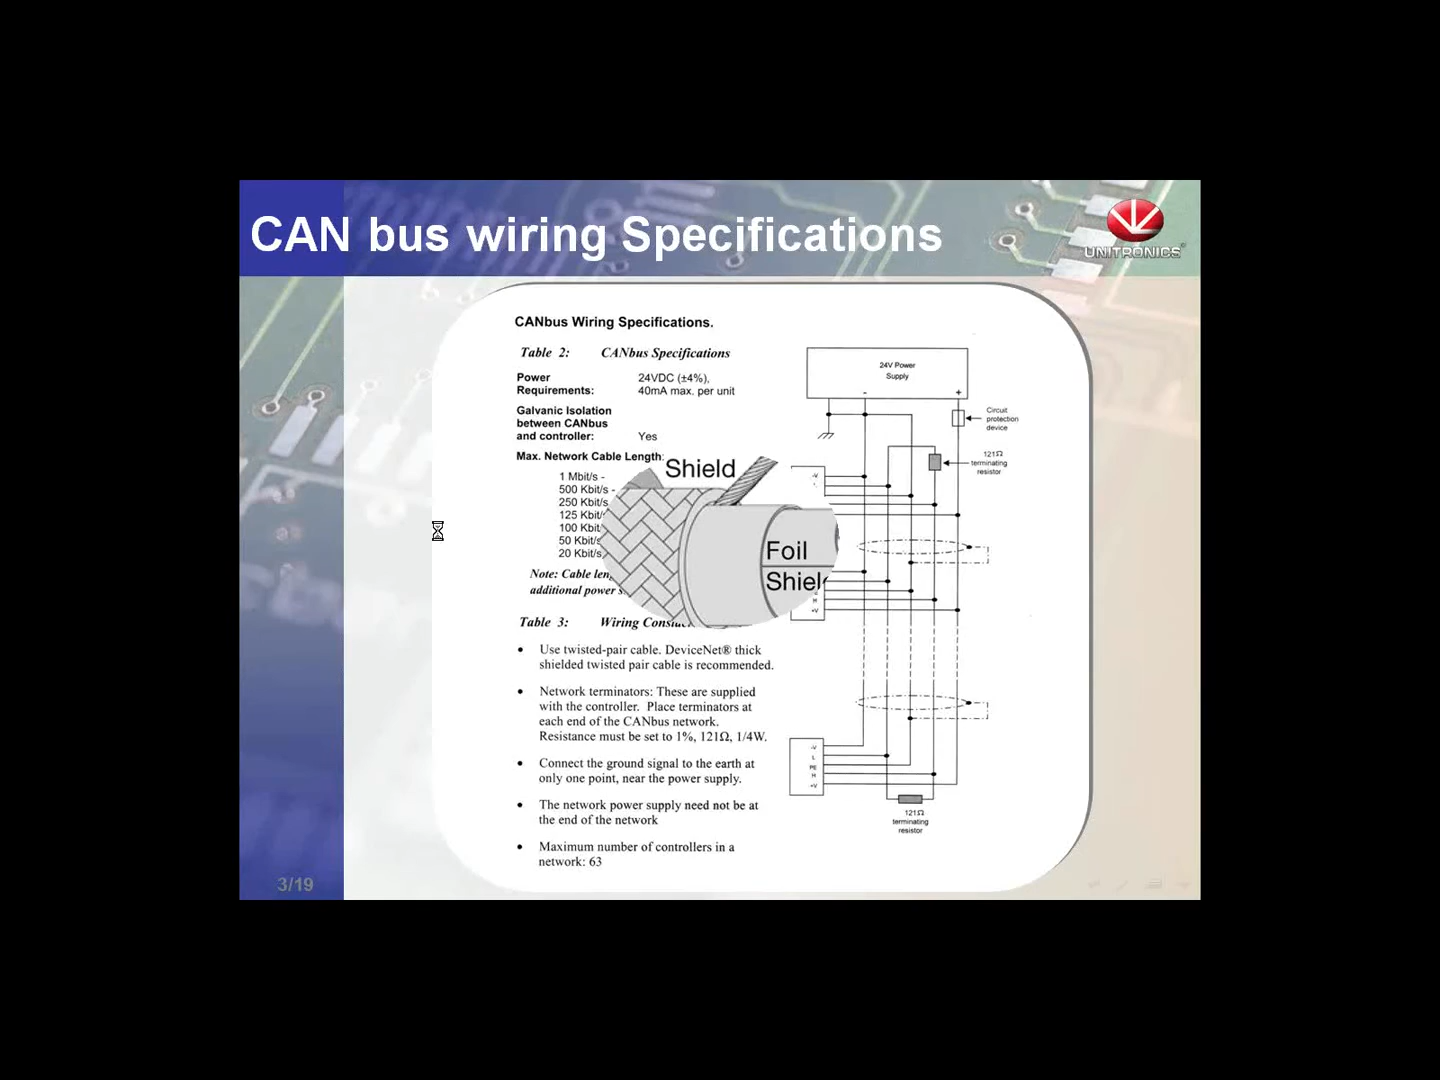 CAN bus wiring Specifications
UNITRONICS
CANbus Wiring Specifications.
Table 2: CANbus Specifications
Power
Requirements:
24VDC (±4%),
40mA max. per unit
Galvanic Isolation
between CANbus
and controller: Yes
Max. Network Cable Length:
1 Mbit/s -
500 Kbit/s -
250 Kbit/s
125 Kbit/s
100 Kbit
50 Kbit/s
20 Kbit/s
Note: Cable
additional power
Table 3: Wiring
Use twisted-pair cable. DeviceNet® thick
shielded twisted pair cable is recommended.
Network terminators: These are supplied
with the controller. Place terminators at
each end of the CANbus network.
Resistance must be set to 1%, 121Ω, 1/4W.
Connect the ground signal to the earth at
only one point, near the power supply.
The network power supply need not be at
the end of the network
Maximum number of controllers in a
network: 63
Shield
Foil
24V Power
Supply
- +
Circuit
protection
device
121Ω
terminating
resistor
-V
H
+V
-V
L
PE
H
+V
121Ω
terminating
resistor
3/19